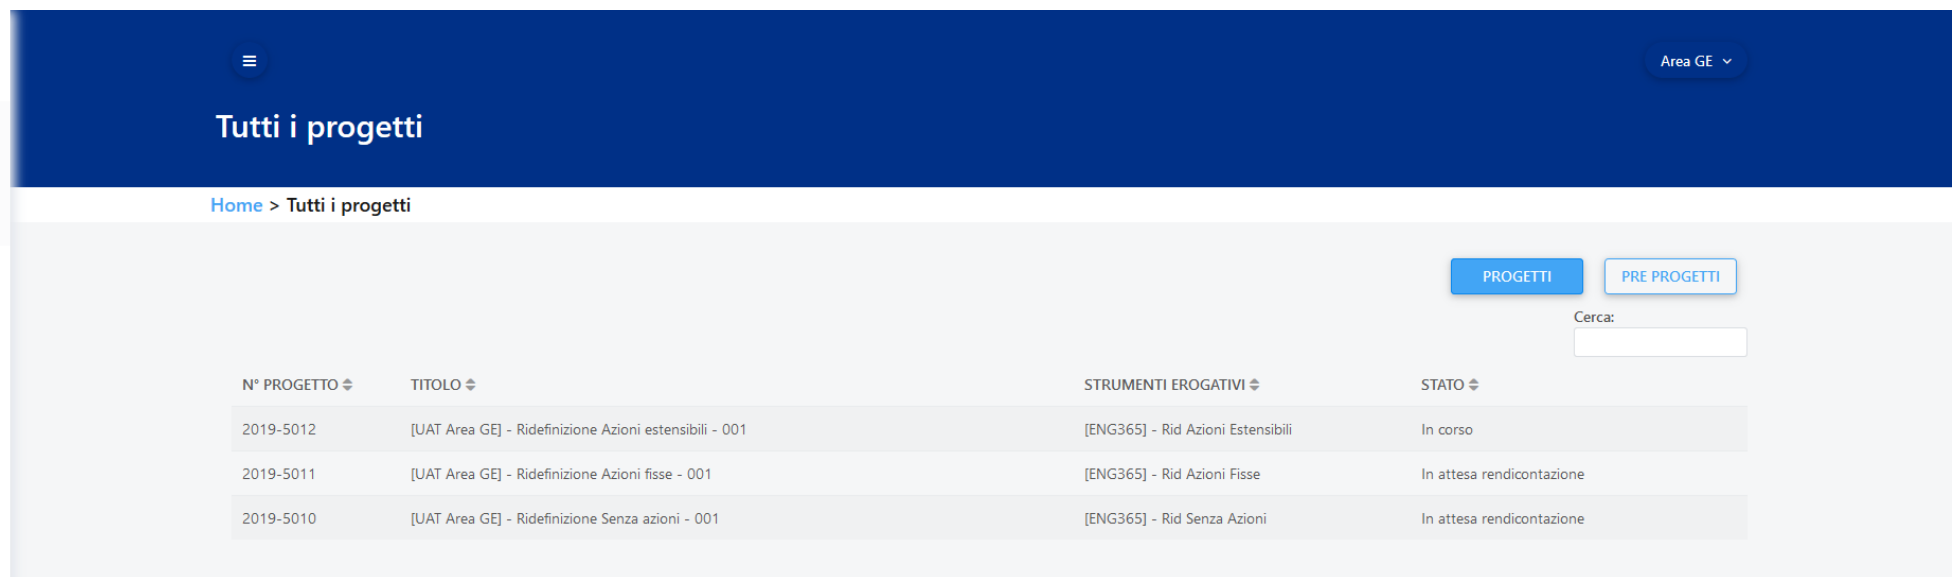 Area GE
Tutti i progetti
Home > Tutti i progetti
PROGETTI PRE PROGETTI
Cerca:
N° PROGETTO TITOLO STRUMENTI EROGATIVI STATO
2019-5012 [UAT Area GE] - Ridefinizione Azioni estensibili - 001 [ENG365] - Rid Azioni Estensibili In corso
2019-5011 [UAT Area GE] - Ridefinizione Azioni fisse - 001 [ENG365] - Rid Azioni Fisse In attesa rendicontazione
2019-5010 [UAT Area GE] - Ridefinizione Senza azioni - 001 [ENG365] - Rid Senza Azioni In attesa rendicontazione